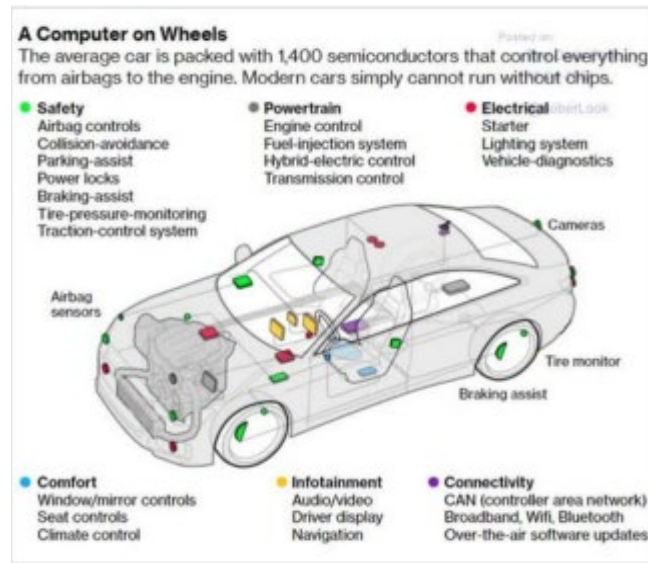 A Computer on Wheels
Posted on
The average car is packed with 1,400 semiconductors that control everything
from airbags to the engine. Modern cars simply cannot run without chips.
Safety
Airbag controls
Collision-avoidance
Parking-assist
Power locks
Braking-assist
Tire-pressure-monitoring
Traction-control system
Powertrain
Engine control
Fuel-injection system
Hybrid-electric control
Transmission control
Electrical
Starter
Lighting system
Vehicle-diagnostics
Cameras
Airbag
sensors
Tire monitor
Braking assist
Comfort
Window/mirror controls
Seat controls
Climate control
Infotainment
Audio/video
Driver display
Navigation
Connectivity
CAN (controller area network)
Broadband, Wifi, Bluetooth
Over-the-air software updates